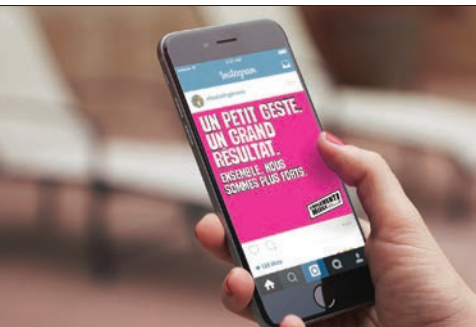 Instagram
UN PETIT GESTE.
UN GRAND
RÉSULTAT.
ENSEMBLE, NOUS
SOMMES PLUS FORTS.